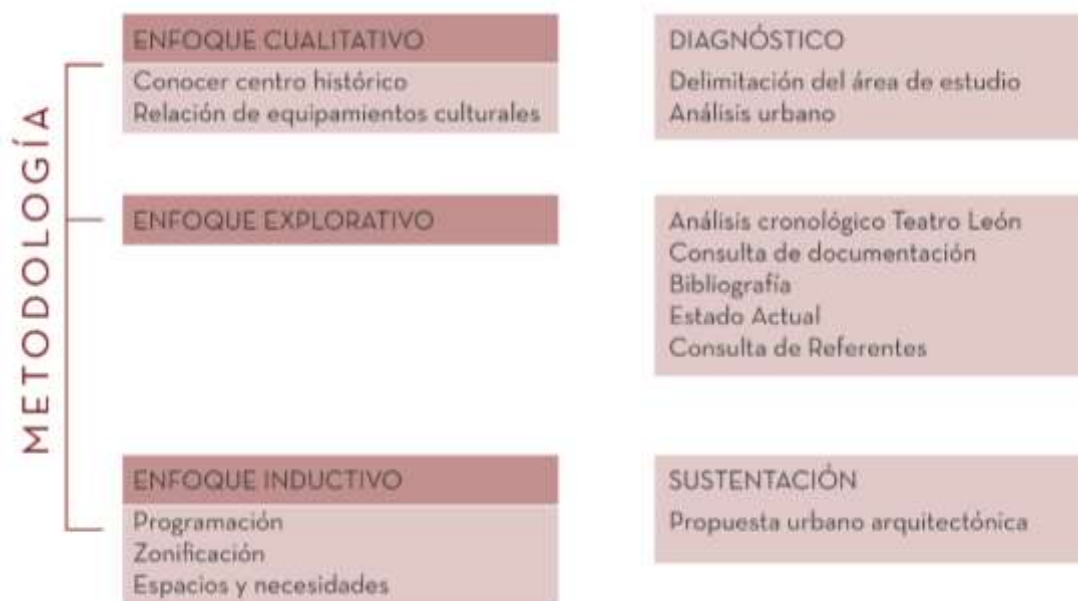 METODOLOGÍA
ENFOQUE CUALITATIVO
Conocer centro histórico
Relación de equipamientos culturales
DIAGNÓSTICO
Delimitación del área de estudio
Análisis urbano
ENFOQUE EXPLORATIVO
Análisis cronológico Teatro León
Consulta de documentación
Bibliografía
Estado Actual
Consulta de Referentes
ENFOQUE INDUCTIVO
Programación
Zonificación
Espacios y necesidades
SUSTENTACIÓN
Propuesta urbano arquitectónica